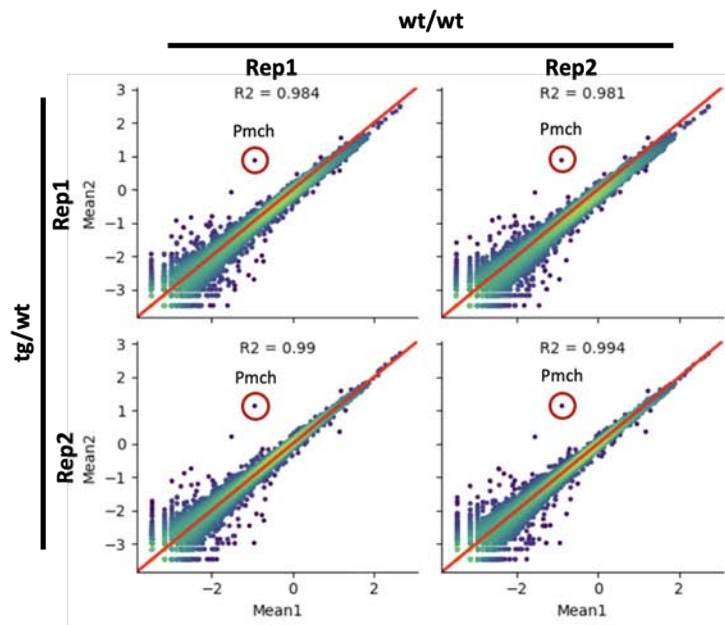 wt/wt
Rep1 Rep2
tg/wt
Rep1
Rep2
R2 = 0.984
Pmch
Mean2
3
2
1
0
−1
−2
−3
R2 = 0.981
Pmch
R2 = 0.99
Pmch
Mean2
3
2
1
0
−1
−2
−3
−2 0 2
Mean1
R2 = 0.994
Pmch
−2 0 2
Mean1